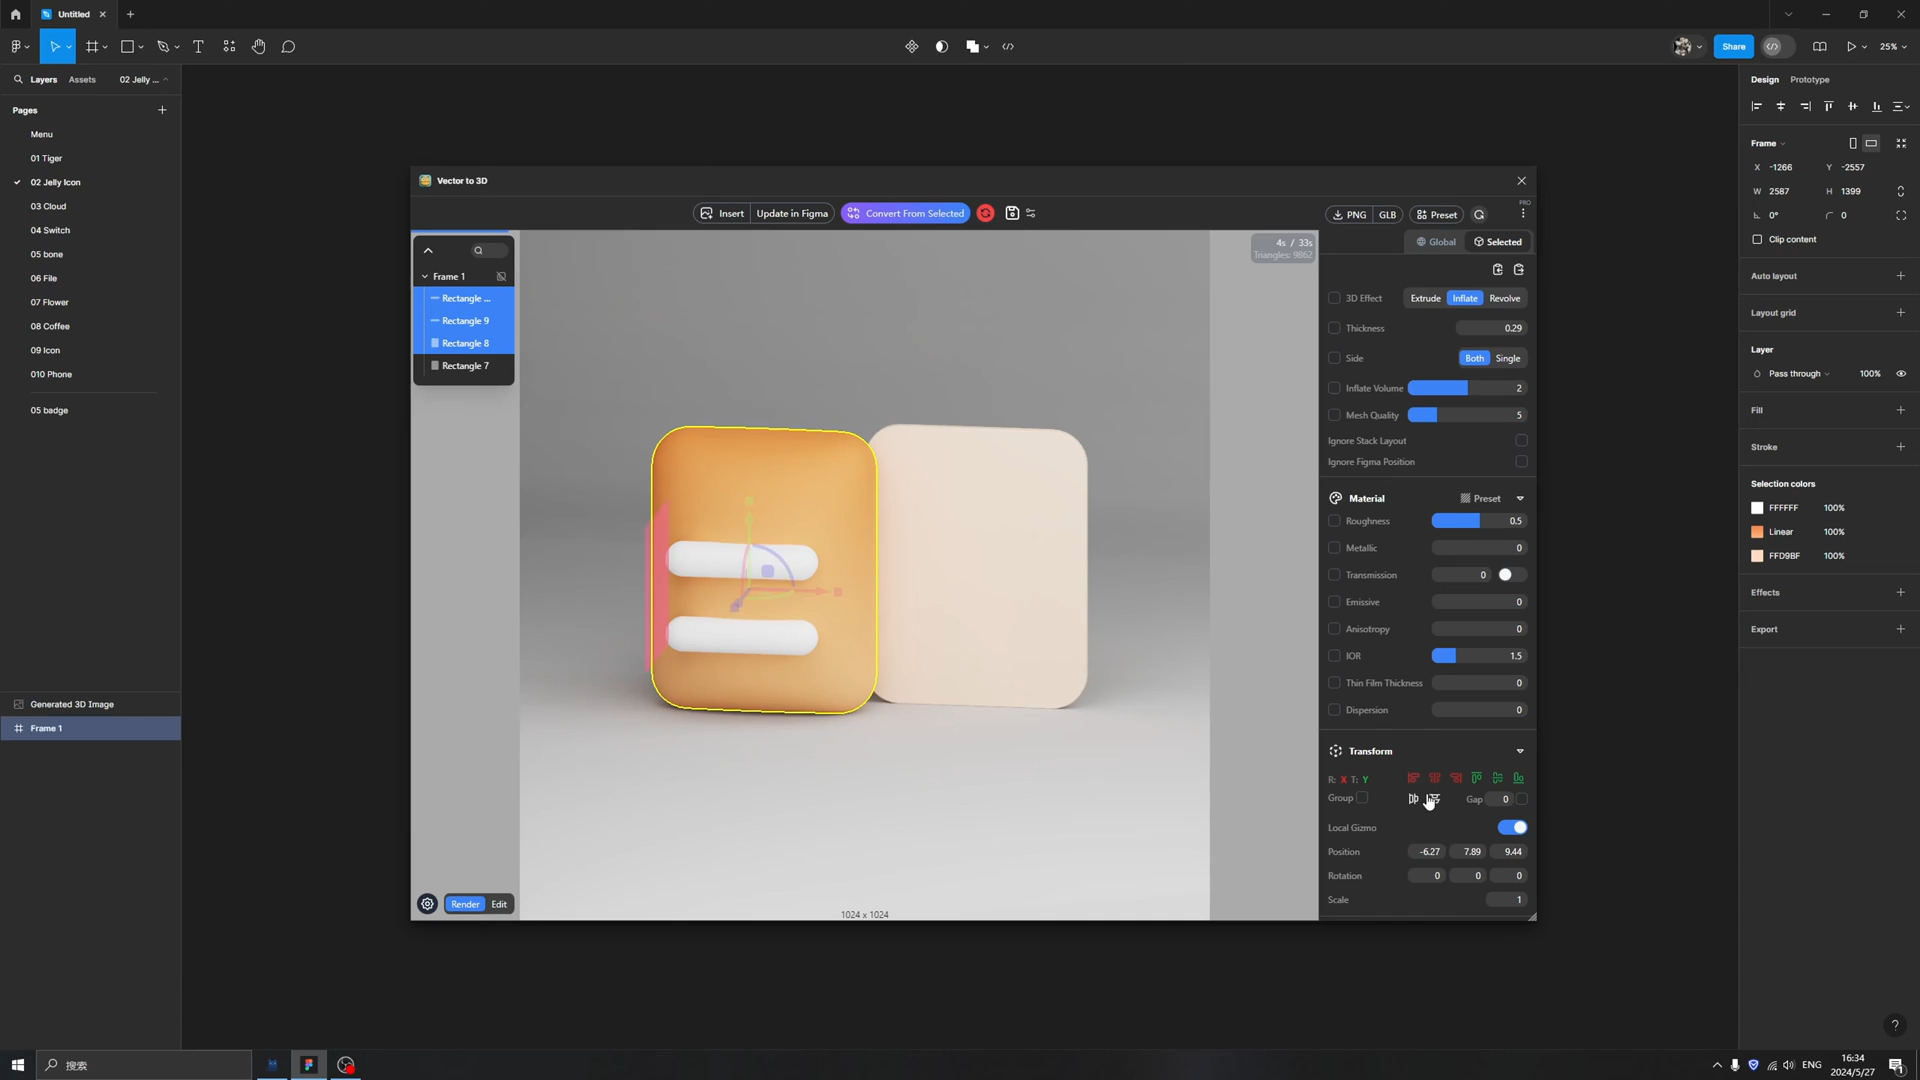 Untitled
Share
25%
Layers
Assets
02 Jelly ...
Pages
Menu
01 Tiger
02 Jelly Icon
03 Cloud
04 Switch
05 bone
06 File
07 Flower
08 Coffee
09 Icon
010 Phone
05 badge
Generated 3D Image
Frame 1
Vector to 3D
Insert
Update in Figma
Convert From Selected
PNG
GLB
Preset
PRO
Frame 1
Rectangle ...
Rectangle 9
Rectangle 8
Rectangle 7
4s / 33s
Triangles: 9862
Render
Edit
1024 x 1024
Global
Selected
3D Effect
Extrude
Inflate
Revolve
Thickness
0.29
Side
Both
Single
Inflate Volume
2
Mesh Quality
5
Ignore Stack Layout
Ignore Figma Position
Material
Preset
Roughness
0.5
Metallic
0
Transmission
0
Emissive
0
Anisotropy
0
IOR
1.5
Thin Film Thickness
0
Dispersion
0
Transform
R: X T: Y
Group
Gap
0
Local Gizmo
Position
-6.27
7.89
9.44
Rotation
0
0
0
Scale
1
Design
Prototype
Frame
X -1266
Y -2557
W 2587
H 1399
0°
0
Clip content
Auto layout
Layout grid
Layer
Pass through
100%
Fill
Stroke
Selection colors
FFFFFF 100%
Linear 100%
FFD9BF 100%
Effects
Export
?
搜索
ENG
16:34
2024/5/27
1